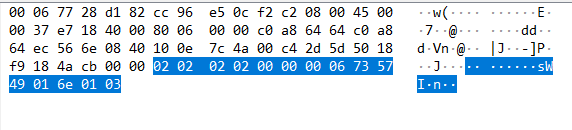 00 06 77 28 d1 82 cc 96 e5 0c f2 c2 08 00 45 00 ··w(···· ······E·
00 37 e7 18 40 00 80 06 00 00 c0 a8 64 64 c0 a8 ·7··@··· ····dd··
64 ec 56 6e 08 40 10 0e 7c 4a 00 c4 2d 5d 50 18 d·Vn·@·· |J··-]P·
f9 18 4a cb 00 00 02 02 02 02 00 00 00 06 73 57 ··J····· ······sW
49 01 6e 01 03 I·n··